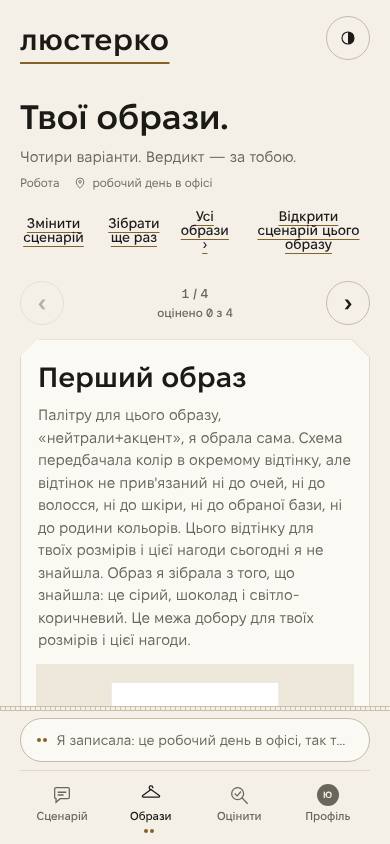 люстерко
Твої образи.
Чотири варіанти. Вердикт — за тобою.
Робота робочий день в офісі
Змінити
сценарій
Зібрати
ще раз
Усі
образи
›
Відкрити
сценарій цього
образу
‹
1 / 4
оцінено 0 з 4
›
Перший образ
Палітру для цього образу,
«нейтрали+акцент», я обрала сама. Схема
передбачала колір в окремому відтінку, але
відтінок не прив'язаний ні до очей, ні до
волосся, ні до шкіри, ні до обраної бази, ні
до родини кольорів. Цього відтінку для
твоїх розмірів і цієї нагоди сьогодні я не
знайшла. Образ я зібрала з того, що
знайшла: це сірий, шоколад і світло-
коричневий. Це межа добору для твоїх
розмірів і цієї нагоди.
Я записала: це робочий день в офісі, так т...
Сценарій
Образи
Оцінити
Ю
Профіль